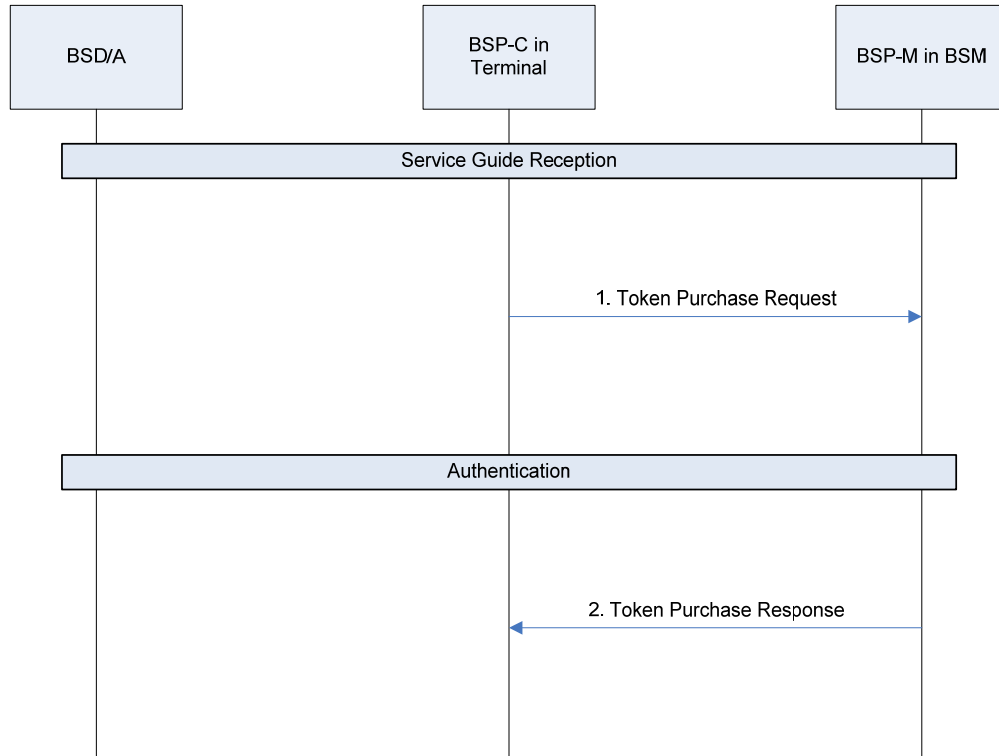 BSD/A
BSP-C in
Terminal
BSP-M in BSM
Service Guide Reception
1. Token Purchase Request
Authentication
2. Token Purchase Response